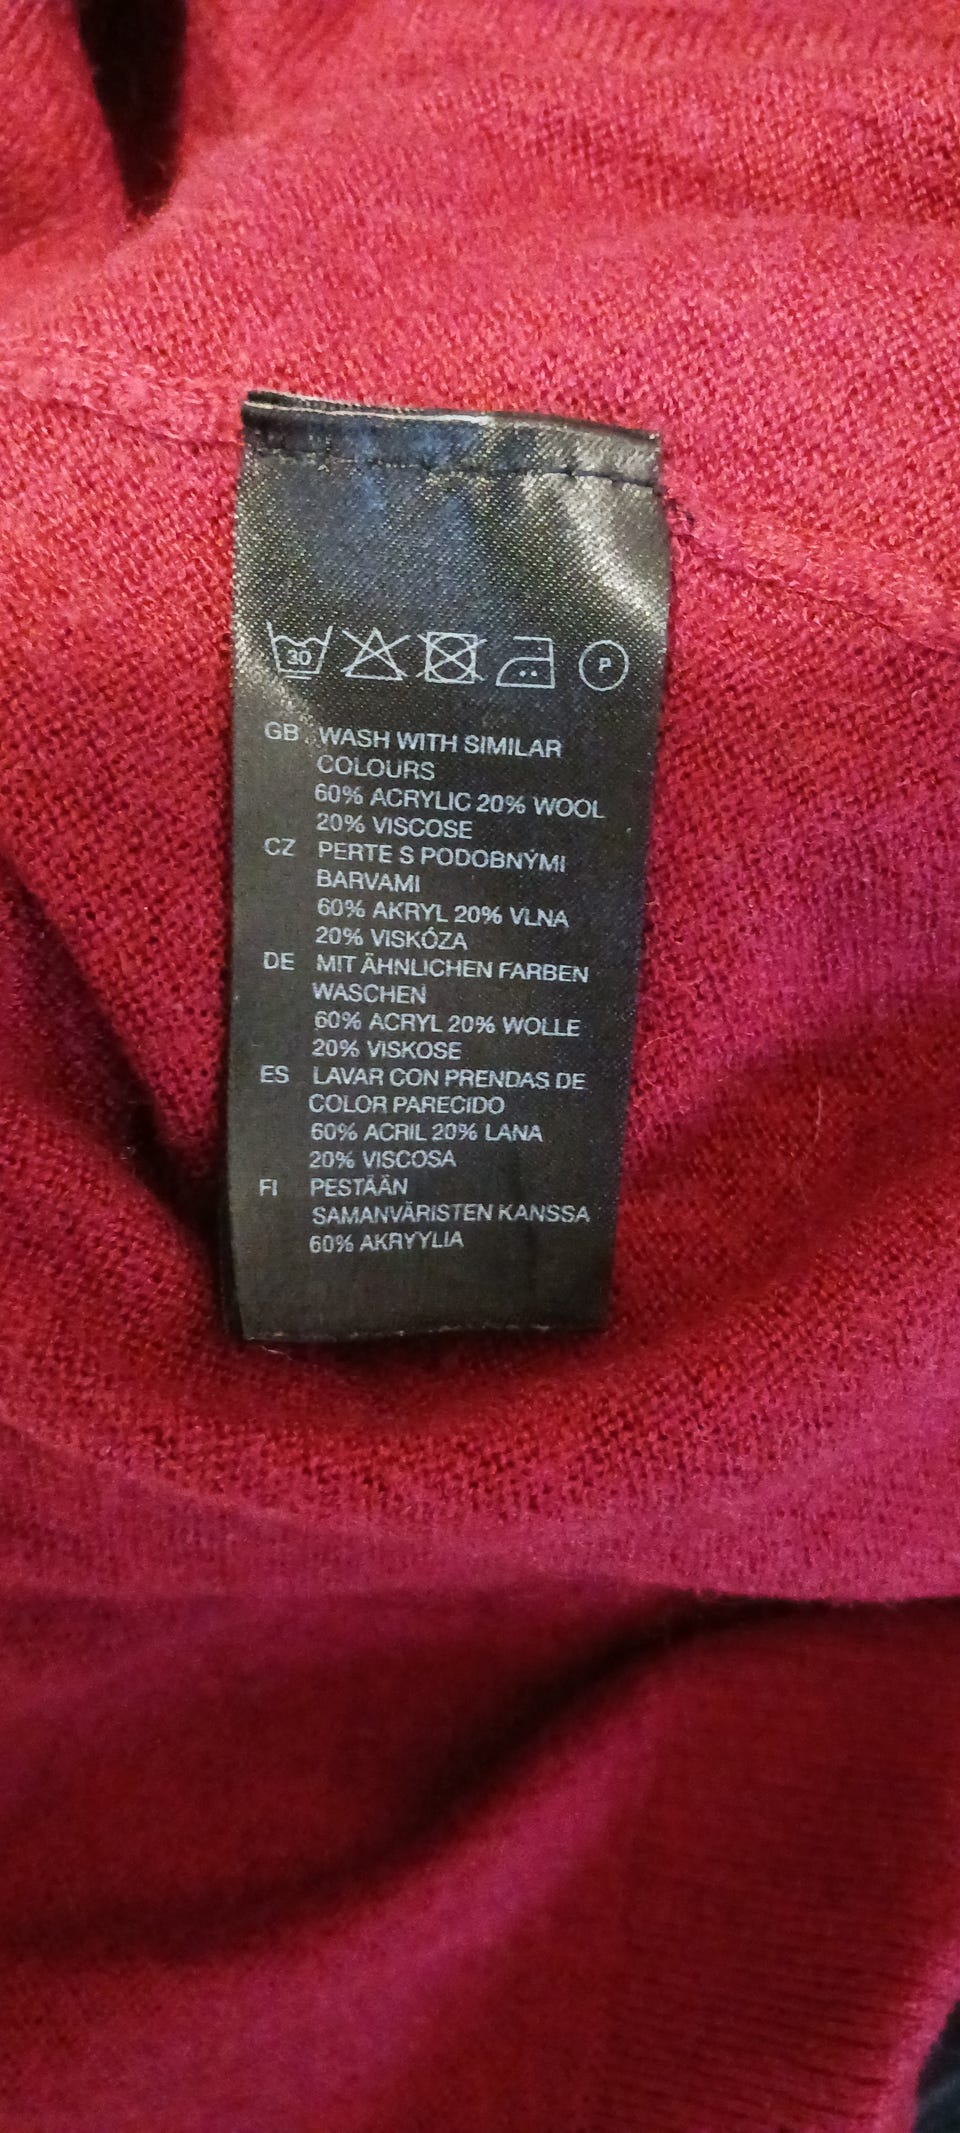 30 P
GB WASH WITH SIMILAR
COLOURS
60% ACRYLIC 20% WOOL
20% VISCOSE
CZ PERTE S PODOBNÝMI
BARVAMI
60% AKRYL 20% VLNA
20% VISKÓZA
DE MIT ÄHNLICHEN FARBEN
WASCHEN
60% ACRYL 20% WOLLE
20% VISKOSE
ES LAVAR CON PRENDAS DE
COLOR PARECIDO
60% ACRIL 20% LANA
20% VISCOSA
FI PESTÄÄN
SAMANVÄRISTEN KANSSA
60% AKRYYLIA